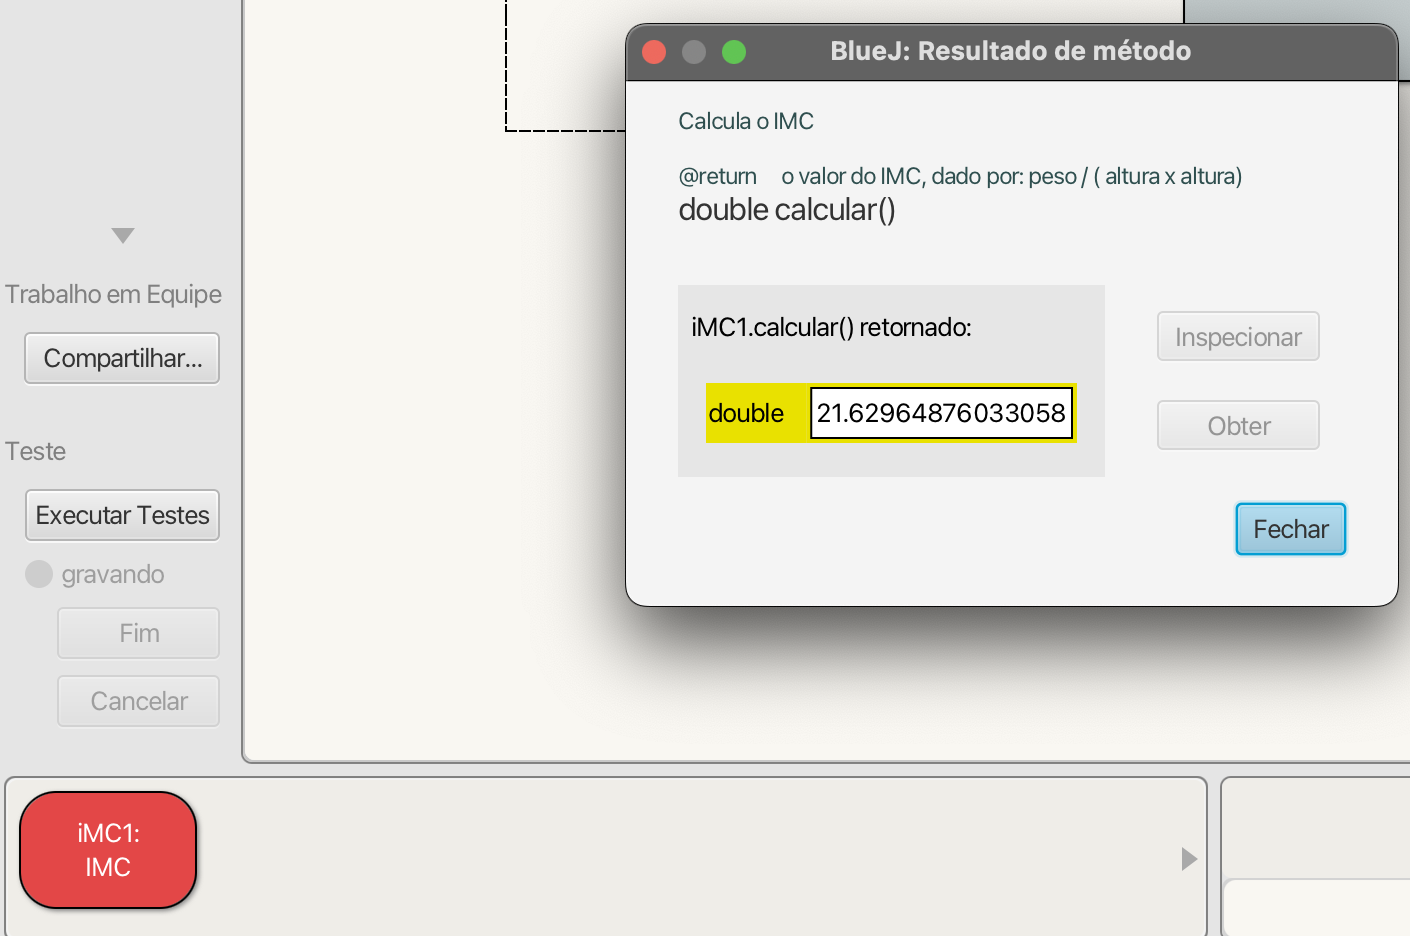 BlueJ: Resultado de método
Calcula o IMC
@return o valor do IMC, dado por: peso / ( altura x altura)
double calcular()
iMC1.calcular() retornado:
double 21.62964876033058
Inspecionar
Obter
Fechar
Trabalho em Equipe
Compartilhar...
Teste
Executar Testes
gravando
Fim
Cancelar
iMC1:
IMC